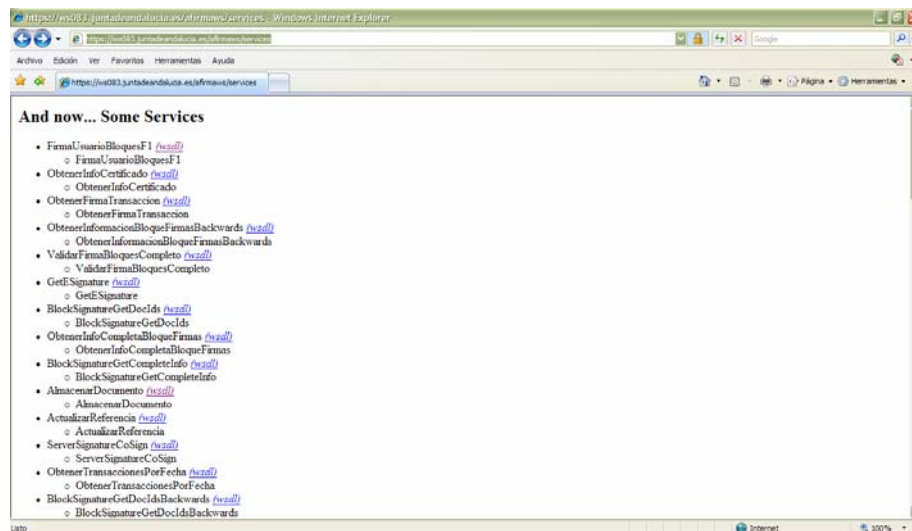 https://ws083.juntadeandalucia.es/afirmaws/services - Windows Internet Explorer
https://ws083.juntadeandalucia.es/afirmaws/services
Google
Archivo Edición Ver Favoritos Herramientas Ayuda
https://ws083.juntadeandalucia.es/afirmaws/services
Página Herramientas
And now... Some Services
• FirmaUsuarioBloquesF1 (wsdl)
○ FirmaUsuarioBloquesF1
• ObtenerInfoCertificado (wsdl)
○ ObtenerInfoCertificado
• ObtenerFirmaTransaccion (wsdl)
○ ObtenerFirmaTransaccion
• ObtenerInformacionBloqueFirmasBackwards (wsdl)
○ ObtenerInformacionBloqueFirmasBackwards
• ValidarFirmaBloquesCompleto (wsdl)
○ ValidarFirmaBloquesCompleto
• GetESignature (wsdl)
○ GetESignature
• BlockSignatureGetDocIds (wsdl)
○ BlockSignatureGetDocIds
• ObtenerInfoCompletaBloqueFirmas (wsdl)
○ ObtenerInfoCompletaBloqueFirmas
• BlockSignatureGetCompleteInfo (wsdl)
○ BlockSignatureGetCompleteInfo
• AlmacenarDocumento (wsdl)
○ AlmacenarDocumento
• ActualizarReferencia (wsdl)
○ ActualizarReferencia
• ServerSignatureCoSign (wsdl)
○ ServerSignatureCoSign
• ObtenerTransaccionesPorFecha (wsdl)
○ ObtenerTransaccionesPorFecha
• BlockSignatureGetDocIdsBackwards (wsdl)
○ BlockSignatureGetDocIdsBackwards
Listo Internet 100%